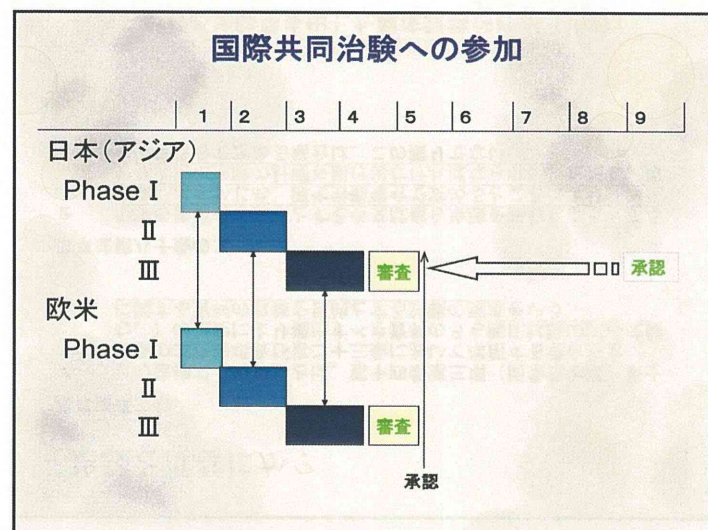 国際共同治験への参加
1 2 3 4 5 6 7 8 9
日本（アジア）
Phase Ⅰ
Ⅱ
Ⅲ 審査 承認
欧米
Phase Ⅰ
Ⅱ
Ⅲ 審査
承認